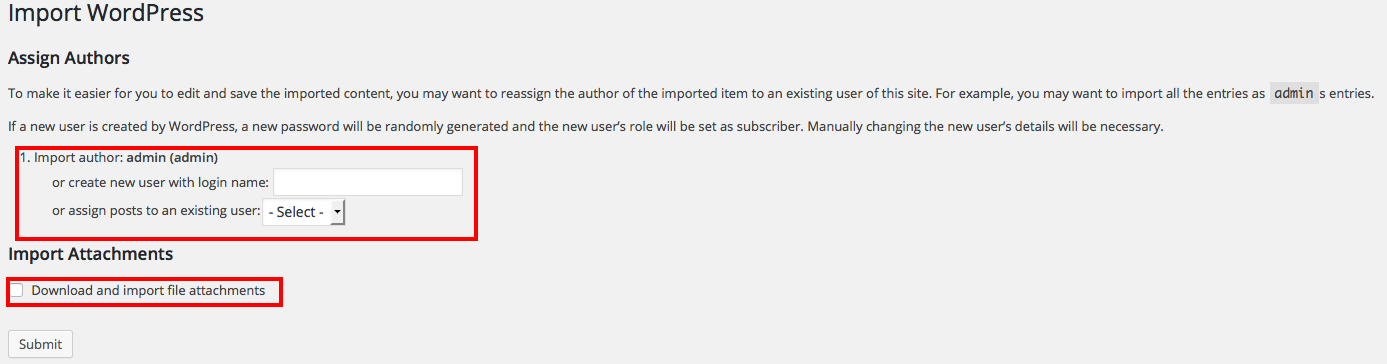 Import WordPress
Assign Authors
To make it easier for you to edit and save the imported content, you may want to reassign the author of the imported item to an existing user of this site. For example, you may want to import all the entries as admin s entries.
If a new user is created by WordPress, a new password will be randomly generated and the new user’s role will be set as subscriber. Manually changing the new user’s details will be necessary.
1. Import author: admin (admin)
or create new user with login name:
or assign posts to an existing user: - Select -
Import Attachments
Download and import file attachments
Submit